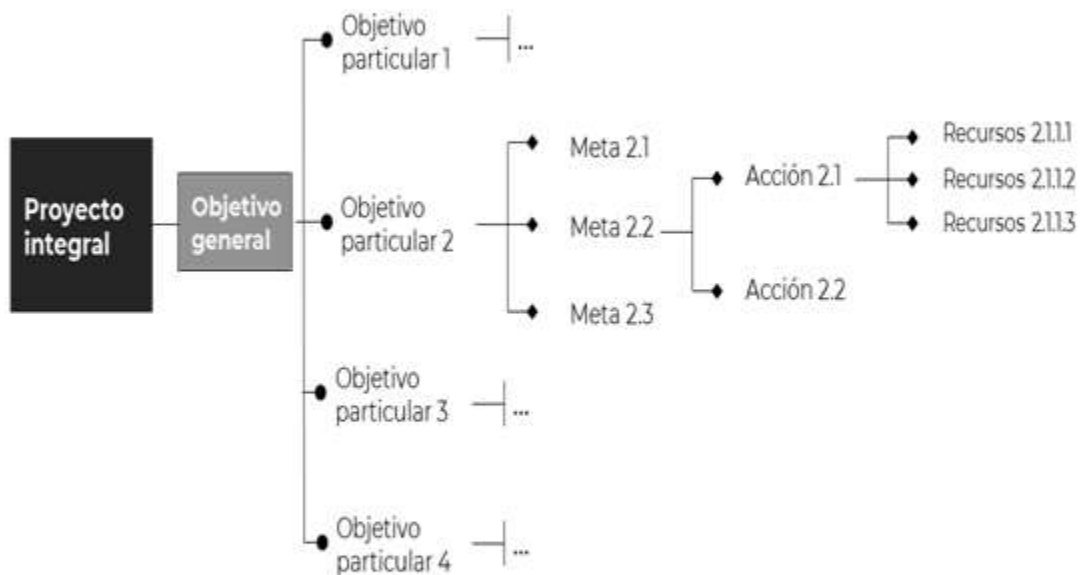 Objetivo
particular 1
...
Proyecto
integral
Objetivo
general
Objetivo
particular 2
Meta 2.1
Meta 2.2
Meta 2.3
Acción 2.1
Acción 2.2
Recursos 2.1.1.1
Recursos 2.1.1.2
Recursos 2.1.1.3
Objetivo
particular 3
...
Objetivo
particular 4
...